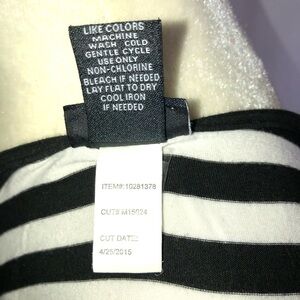 LIKE COLORS
MACHINE
WASH COLD
GENTLE CYCLE
USE ONLY
NON-CHLORINE
BLEACH IF NEEDED
LAY FLAT TO DRY
COOL IRON
IF NEEDED
ITEM#:10281378
CUT# M15024
CUT DATE:
4/25/2015